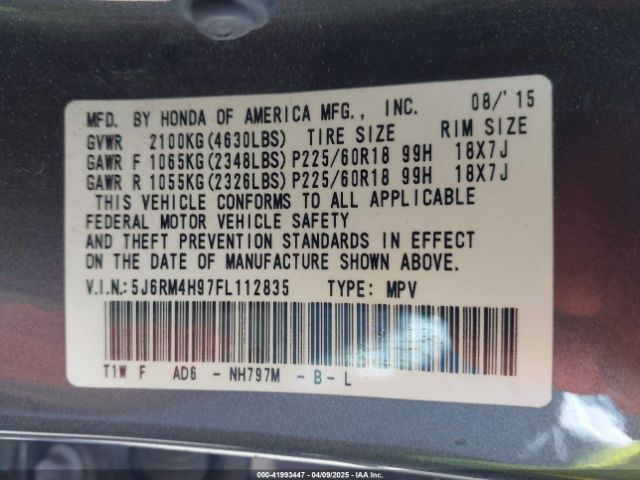 MFD. BY HONDA OF AMERICA MFG., INC. 08/'15
GVWR 2100KG(4630LBS) TIRE SIZE RIM SIZE
GAWR F 1065KG(2348LBS) P225/60R18 99H 18X7J
GAWR R 1055KG(2326LBS) P225/60R18 99H 18X7J
THIS VEHICLE CONFORMS TO ALL APPLICABLE
FEDERAL MOTOR VEHICLE SAFETY
AND THEFT PREVENTION STANDARDS IN EFFECT
ON THE DATE OF MANUFACTURE SHOWN ABOVE.
V.I.N.: 5J6RM4H97FL112835 TYPE: MPV
T1W F AD6 - NH797M - B - L
000-41993447 - 04/09/2025 - IAA Inc.